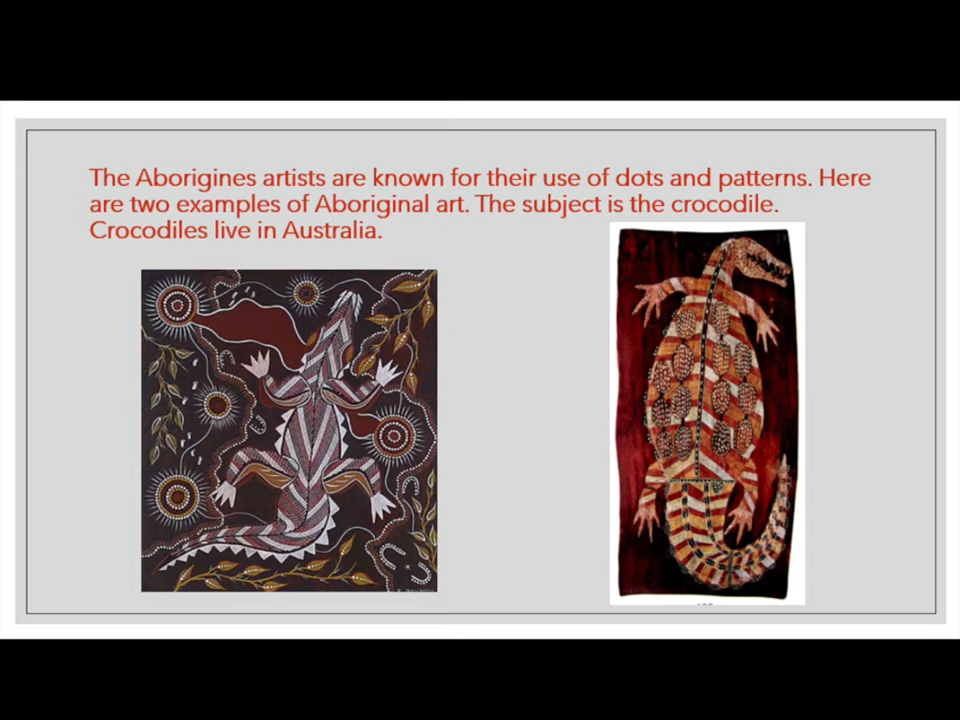 The Aborigines artists are known for their use of dots and patterns. Here
are two examples of Aboriginal art. The subject is the crocodile.
Crocodiles live in Australia.